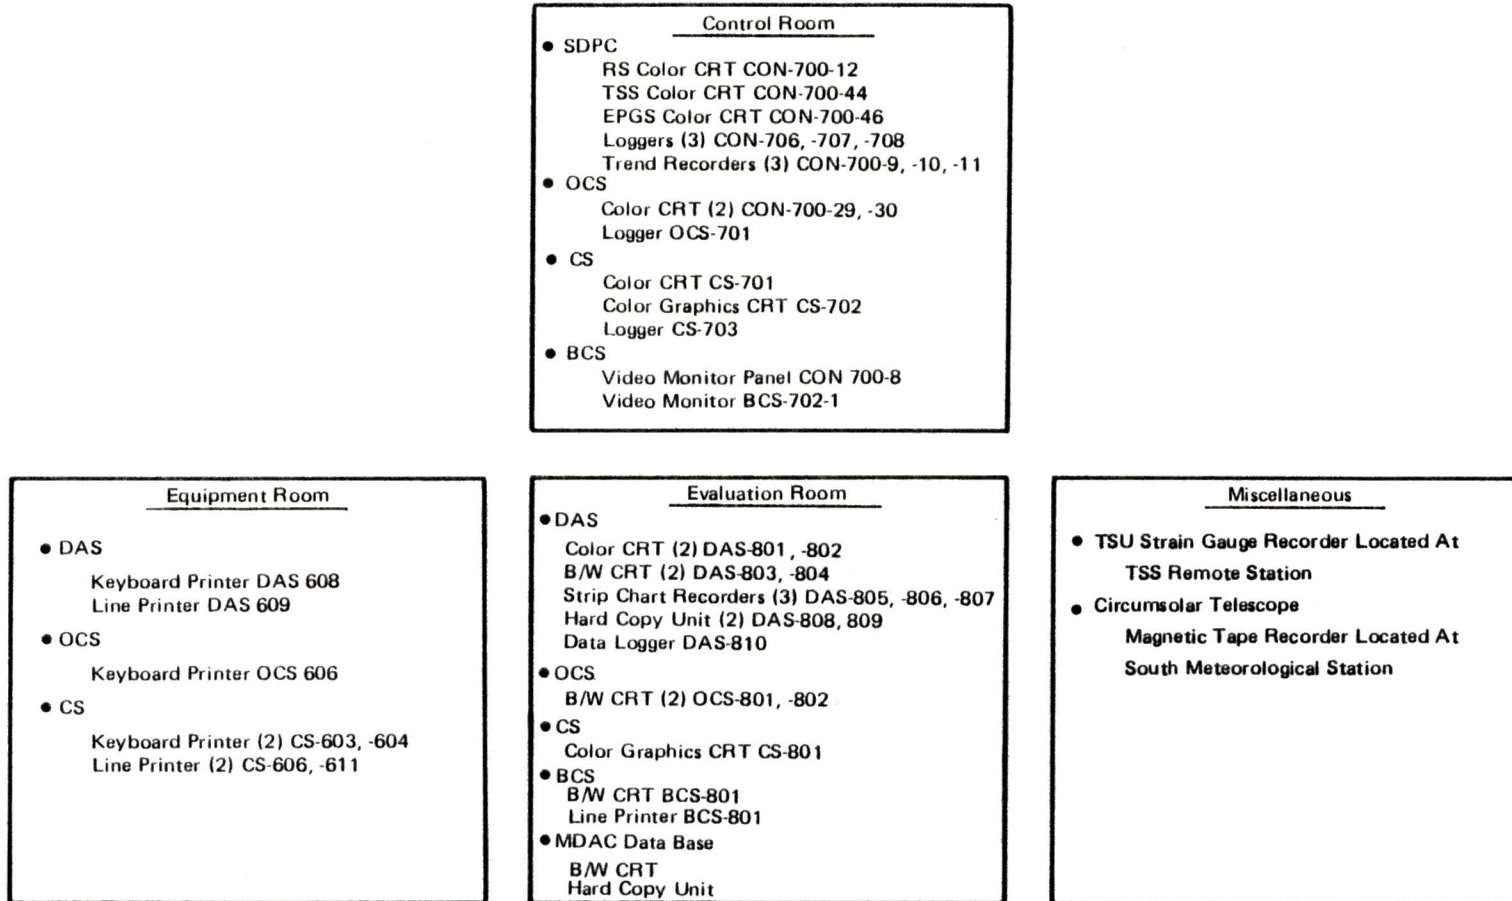 Control Room
• SDPC
RS Color CRT CON-700-12
TSS Color CRT CON-700-44
EPGS Color CRT CON-700-46
Loggers (3) CON-706, -707, -708
Trend Recorders (3) CON-700-9, -10, -11
• OCS
Color CRT (2) CON-700-29, -30
Logger OCS-701
• CS
Color CRT CS-701
Color Graphics CRT CS-702
Logger CS-703
• BCS
Video Monitor Panel CON 700-8
Video Monitor BCS-702-1
Equipment Room
• DAS
Keyboard Printer DAS 608
Line Printer DAS 609
• OCS
Keyboard Printer OCS 606
• CS
Keyboard Printer (2) CS-603, -604
Line Printer (2) CS-606, -611
Evaluation Room
• DAS
Color CRT (2) DAS-801, -802
B/W CRT (2) DAS-803, -804
Strip Chart Recorders (3) DAS-805, -806, -807
Hard Copy Unit (2) DAS-808, 809
Data Logger DAS-810
• OCS
B/W CRT (2) OCS-801, -802
• CS
Color Graphics CRT CS-801
• BCS
B/W CRT BCS-801
Line Printer BCS-801
• MDAC Data Base
B/W CRT
Hard Copy Unit
Miscellaneous
• TSU Strain Gauge Recorder Located At
TSS Remote Station
• Circumsolar Telescope
Magnetic Tape Recorder Located At
South Meteorological Station